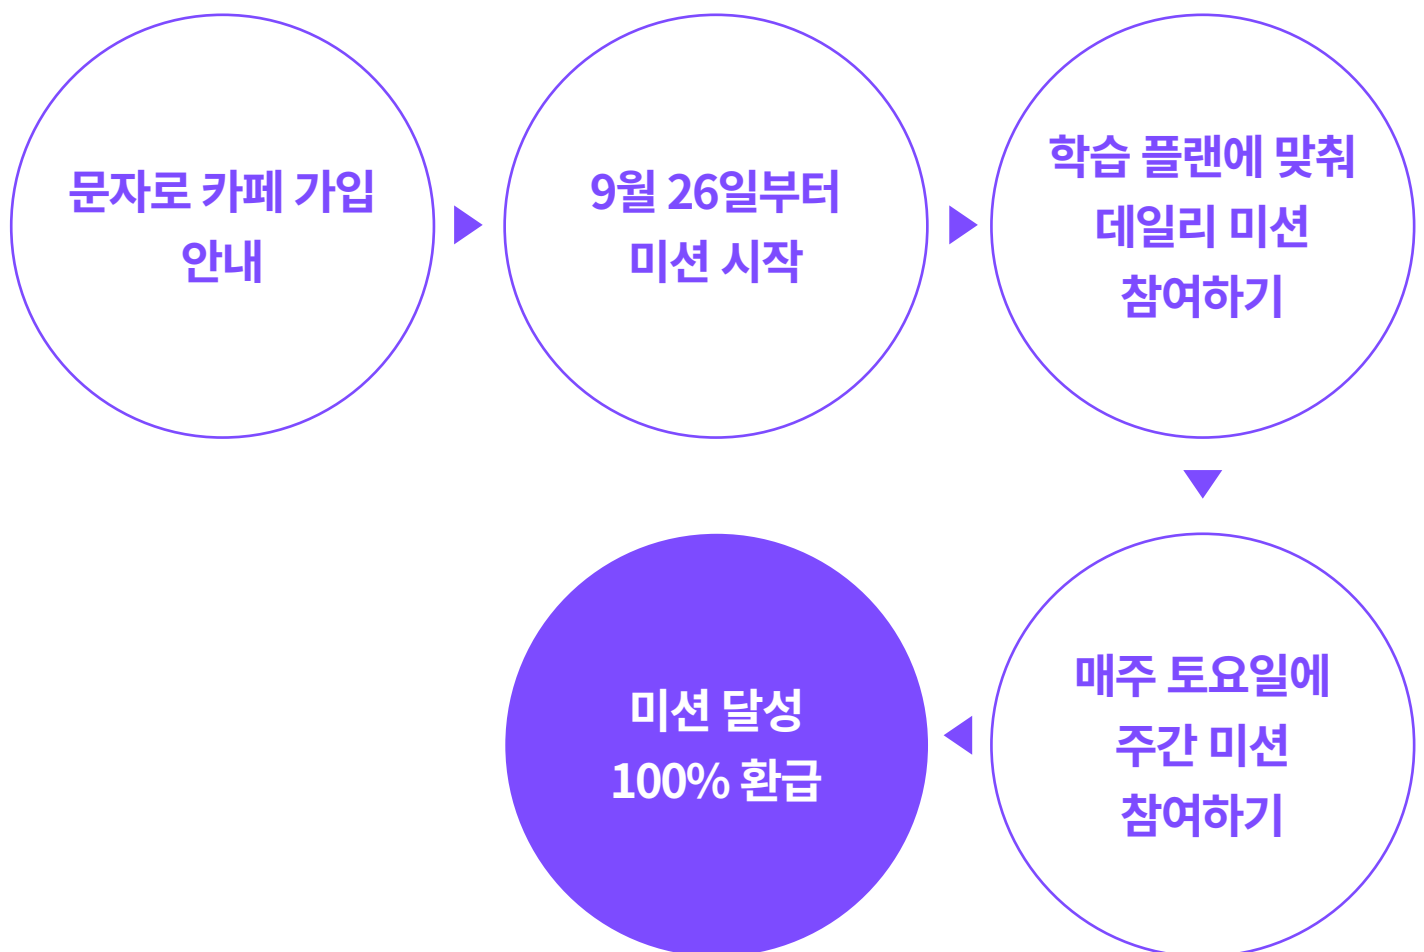 문자로 카페 가입
안내
9월 26일부터
미션 시작
학습 플랜에 맞춰
데일리 미션
참여하기
매주 토요일에
주간 미션
참여하기
미션 달성
100% 환급